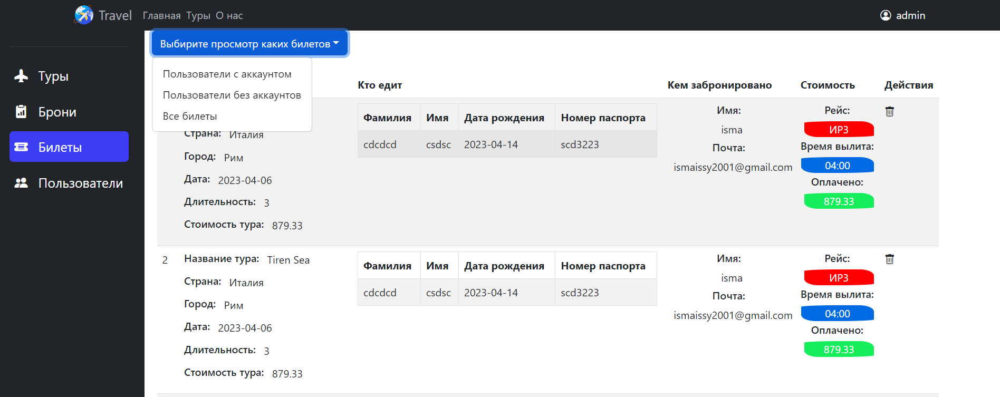 Travel Главная Туры О нас
admin
Туры
Брони
Билеты
Пользователи
Выбирите просмотр каких билетов
Пользователи с аккаунтом
Пользователи без аккаунтов
Все билеты
Кто едит Кем забронировано Стоимость Действия
Страна: Италия
Город: Рим
Дата: 2023-04-06
Длительность: 3
Стоимость тура: 879.33
Фамилия Имя Дата рождения Номер паспорта
cdcdcd csdsc 2023-04-14 scd3223
Имя:
isma
Почта:
ismaissy2001@gmail.com
Рейс:
ИР3
Время вылита:
04:00
Оплачено:
879.33
2 Название тура: Tiren Sea
Страна: Италия
Город: Рим
Дата: 2023-04-06
Длительность: 3
Стоимость тура: 879.33
Фамилия Имя Дата рождения Номер паспорта
cdcdcd csdsc 2023-04-14 scd3223
Имя:
isma
Почта:
ismaissy2001@gmail.com
Рейс:
ИР3
Время вылита:
04:00
Оплачено:
879.33